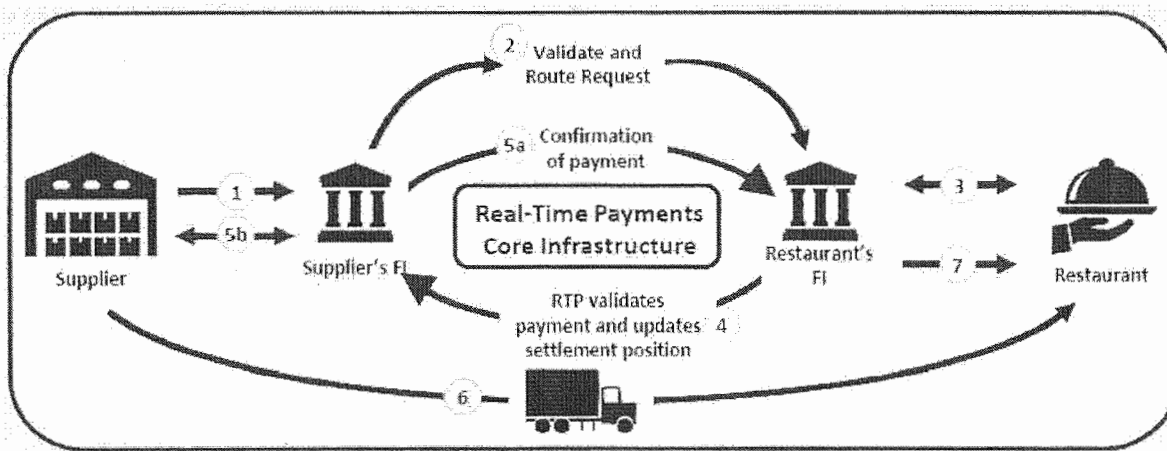 2
Validate and
Route Request
5a
Confirmation
of payment
1
3
Real-Time Payments
Core Infrastructure
5b
Supplier
Supplier's FI
Restaurant's
FI
7
Restaurant
RTP validates
payment and updates
4
settlement position
6